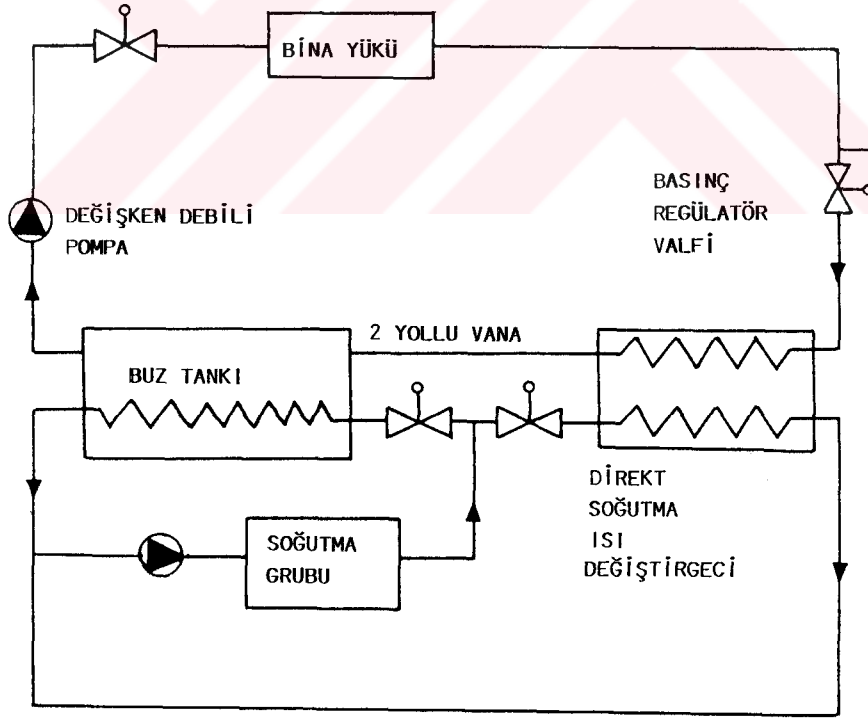 BİNA YÜKÜ
DEĞİŞKEN DEBİLİ
POMPA
BASINÇ
REGÜLATÖR
VALFİ
2 YOLLU VANA
BUZ TANKI
DİREKT
SOĞUTMA
ISI
DEĞİŞTİRGECİ
SOĞUTMA
GRUBU